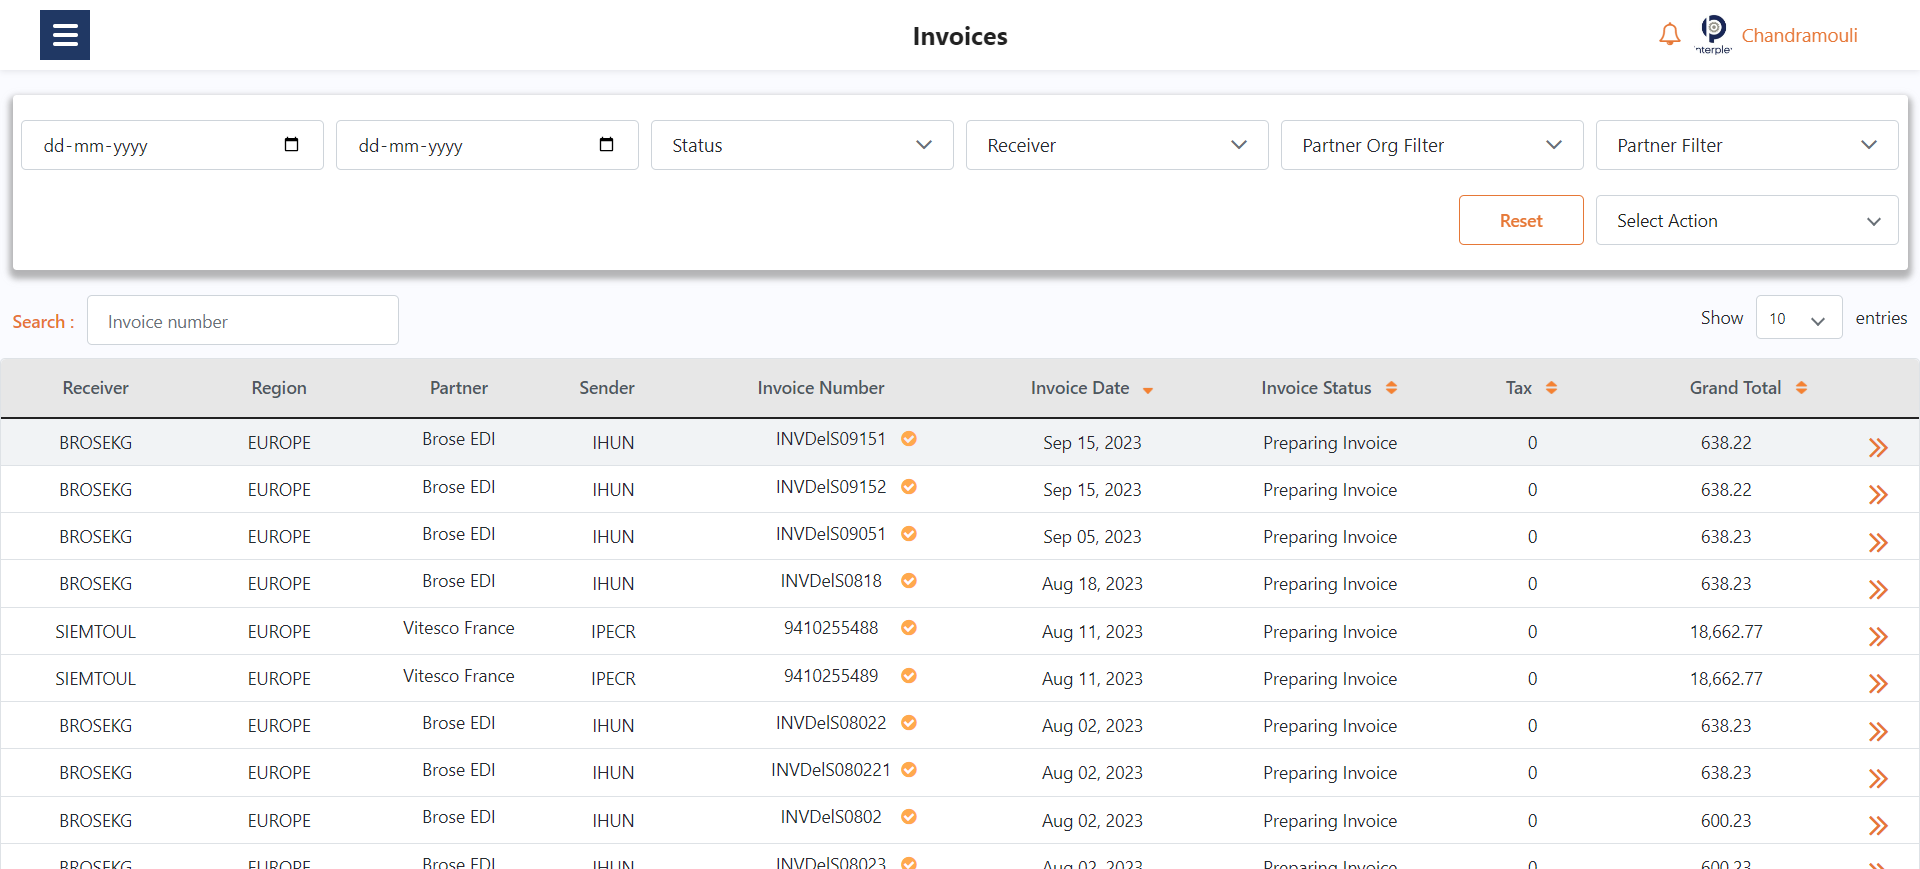 Invoices
nterple
Chandramouli
dd-mm-yyyy dd-mm-yyyy Status Receiver Partner Org Filter Partner Filter
Reset Select Action
Search : Invoice number Show 10 entries
Receiver Region Partner Sender Invoice Number Invoice Date Invoice Status Tax Grand Total
BROSEKG EUROPE Brose EDI IHUN INVDelS09151 Sep 15, 2023 Preparing Invoice 0 638.22
BROSEKG EUROPE Brose EDI IHUN INVDelS09152 Sep 15, 2023 Preparing Invoice 0 638.22
BROSEKG EUROPE Brose EDI IHUN INVDelS09051 Sep 05, 2023 Preparing Invoice 0 638.23
BROSEKG EUROPE Brose EDI IHUN INVDelS0818 Aug 18, 2023 Preparing Invoice 0 638.23
SIEMTOUL EUROPE Vitesco France IPECR 9410255488 Aug 11, 2023 Preparing Invoice 0 18,662.77
SIEMTOUL EUROPE Vitesco France IPECR 9410255489 Aug 11, 2023 Preparing Invoice 0 18,662.77
BROSEKG EUROPE Brose EDI IHUN INVDelS08022 Aug 02, 2023 Preparing Invoice 0 638.23
BROSEKG EUROPE Brose EDI IHUN INVDelS080221 Aug 02, 2023 Preparing Invoice 0 638.23
BROSEKG EUROPE Brose EDI IHUN INVDelS0802 Aug 02, 2023 Preparing Invoice 0 600.23
BROSEKG EUROPE Brose EDI IHUN INVDelS08023 Aug 02, 2023 Preparing Invoice 0 600.23